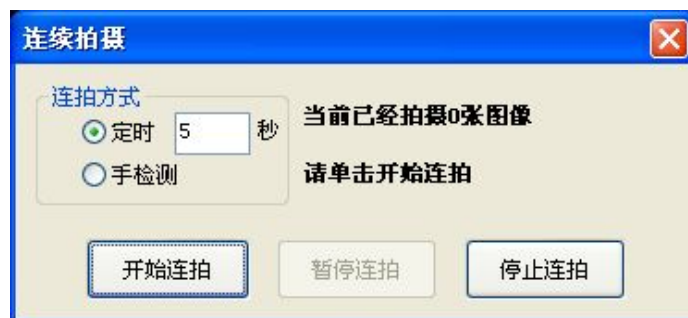 连续拍摄
连拍方式
定时 5 秒
手检测
当前已经拍摄0张图像
请单击开始连拍
开始连拍 暂停连拍 停止连拍